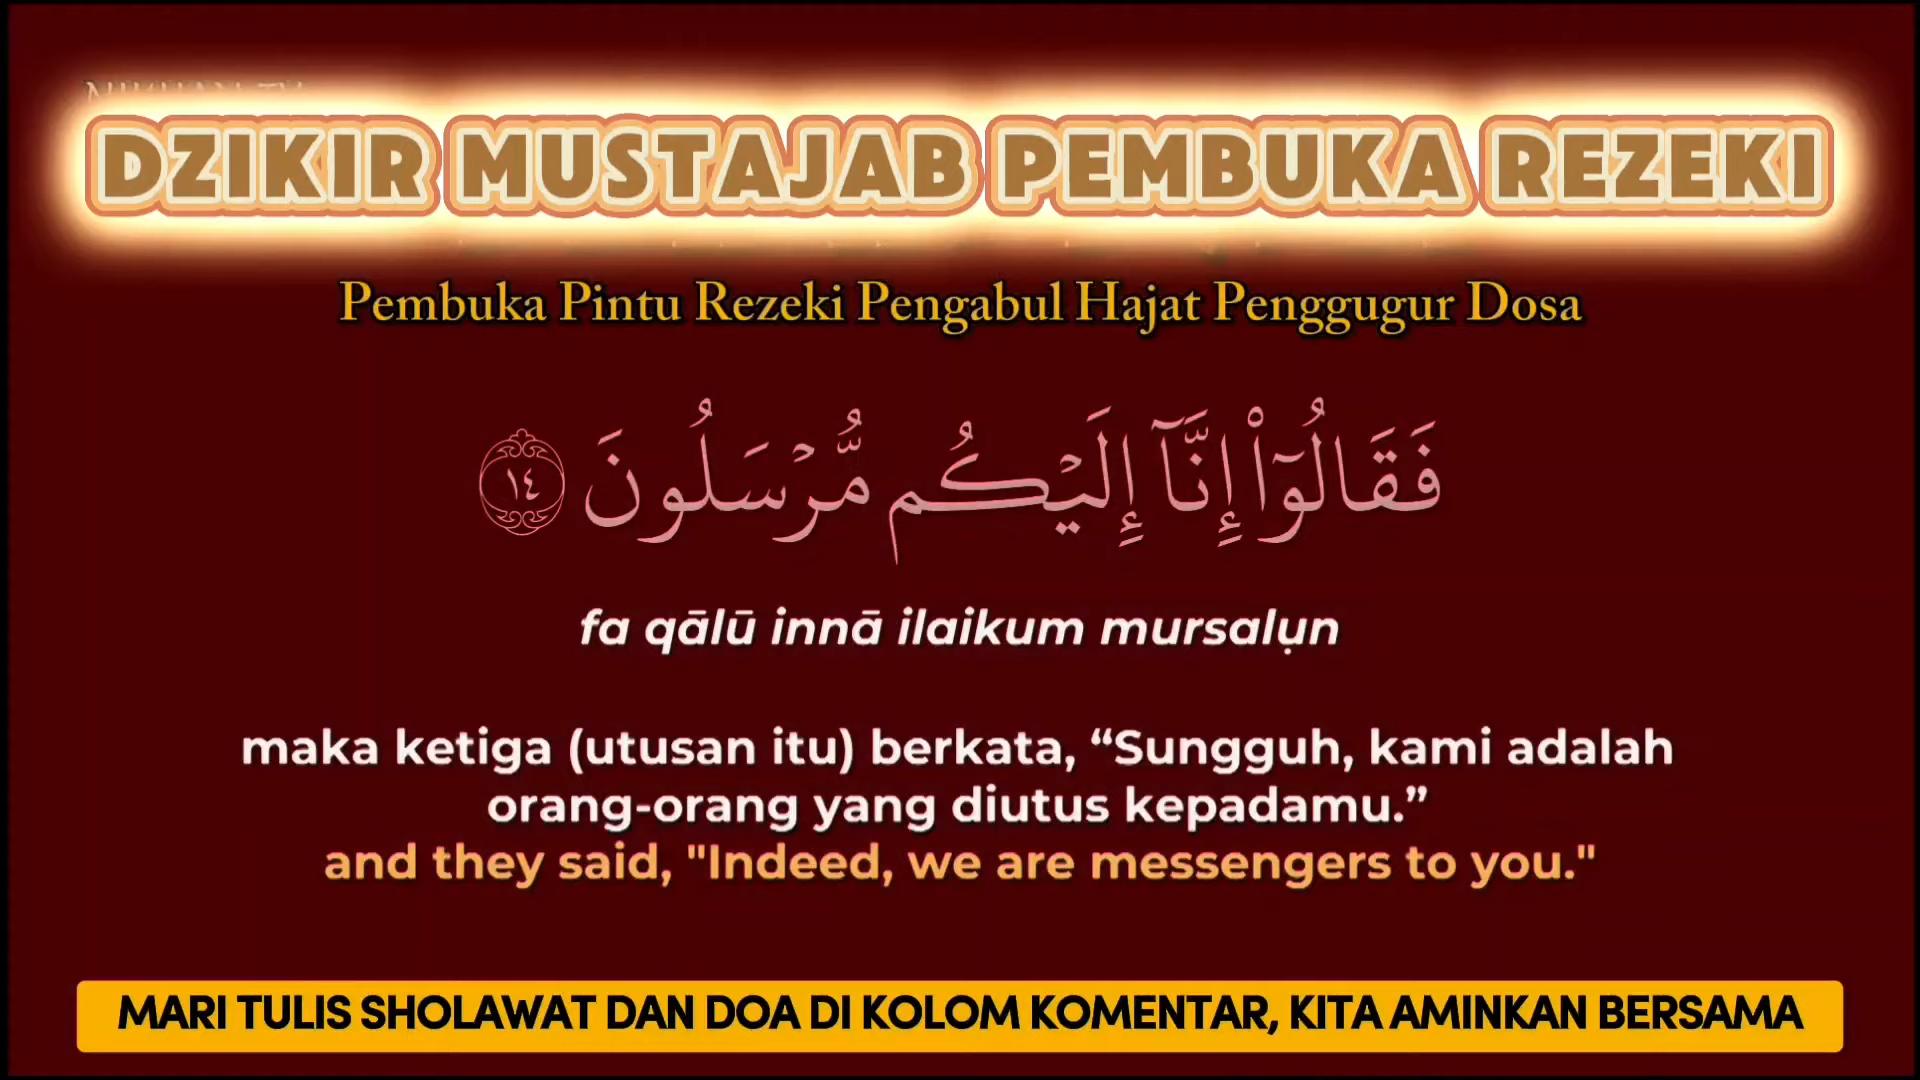 DZIKIR MUSTAJAB PEMBUKA REZEKI
Pembuka Pintu Rezeki Pengabul Hajat Penggugur Dosa
فَقَالُوٓا۟ إِنَّآ إِلَيْكُم مُّرْسَلُونَ ١٤
fa qālū innā ilaikum mursalụn
maka ketiga (utusan itu) berkata, “Sungguh, kami adalah
orang-orang yang diutus kepadamu.”
and they said, "Indeed, we are messengers to you."
MARI TULIS SHOLAWAT DAN DOA DI KOLOM KOMENTAR, KITA AMINKAN BERSAMA